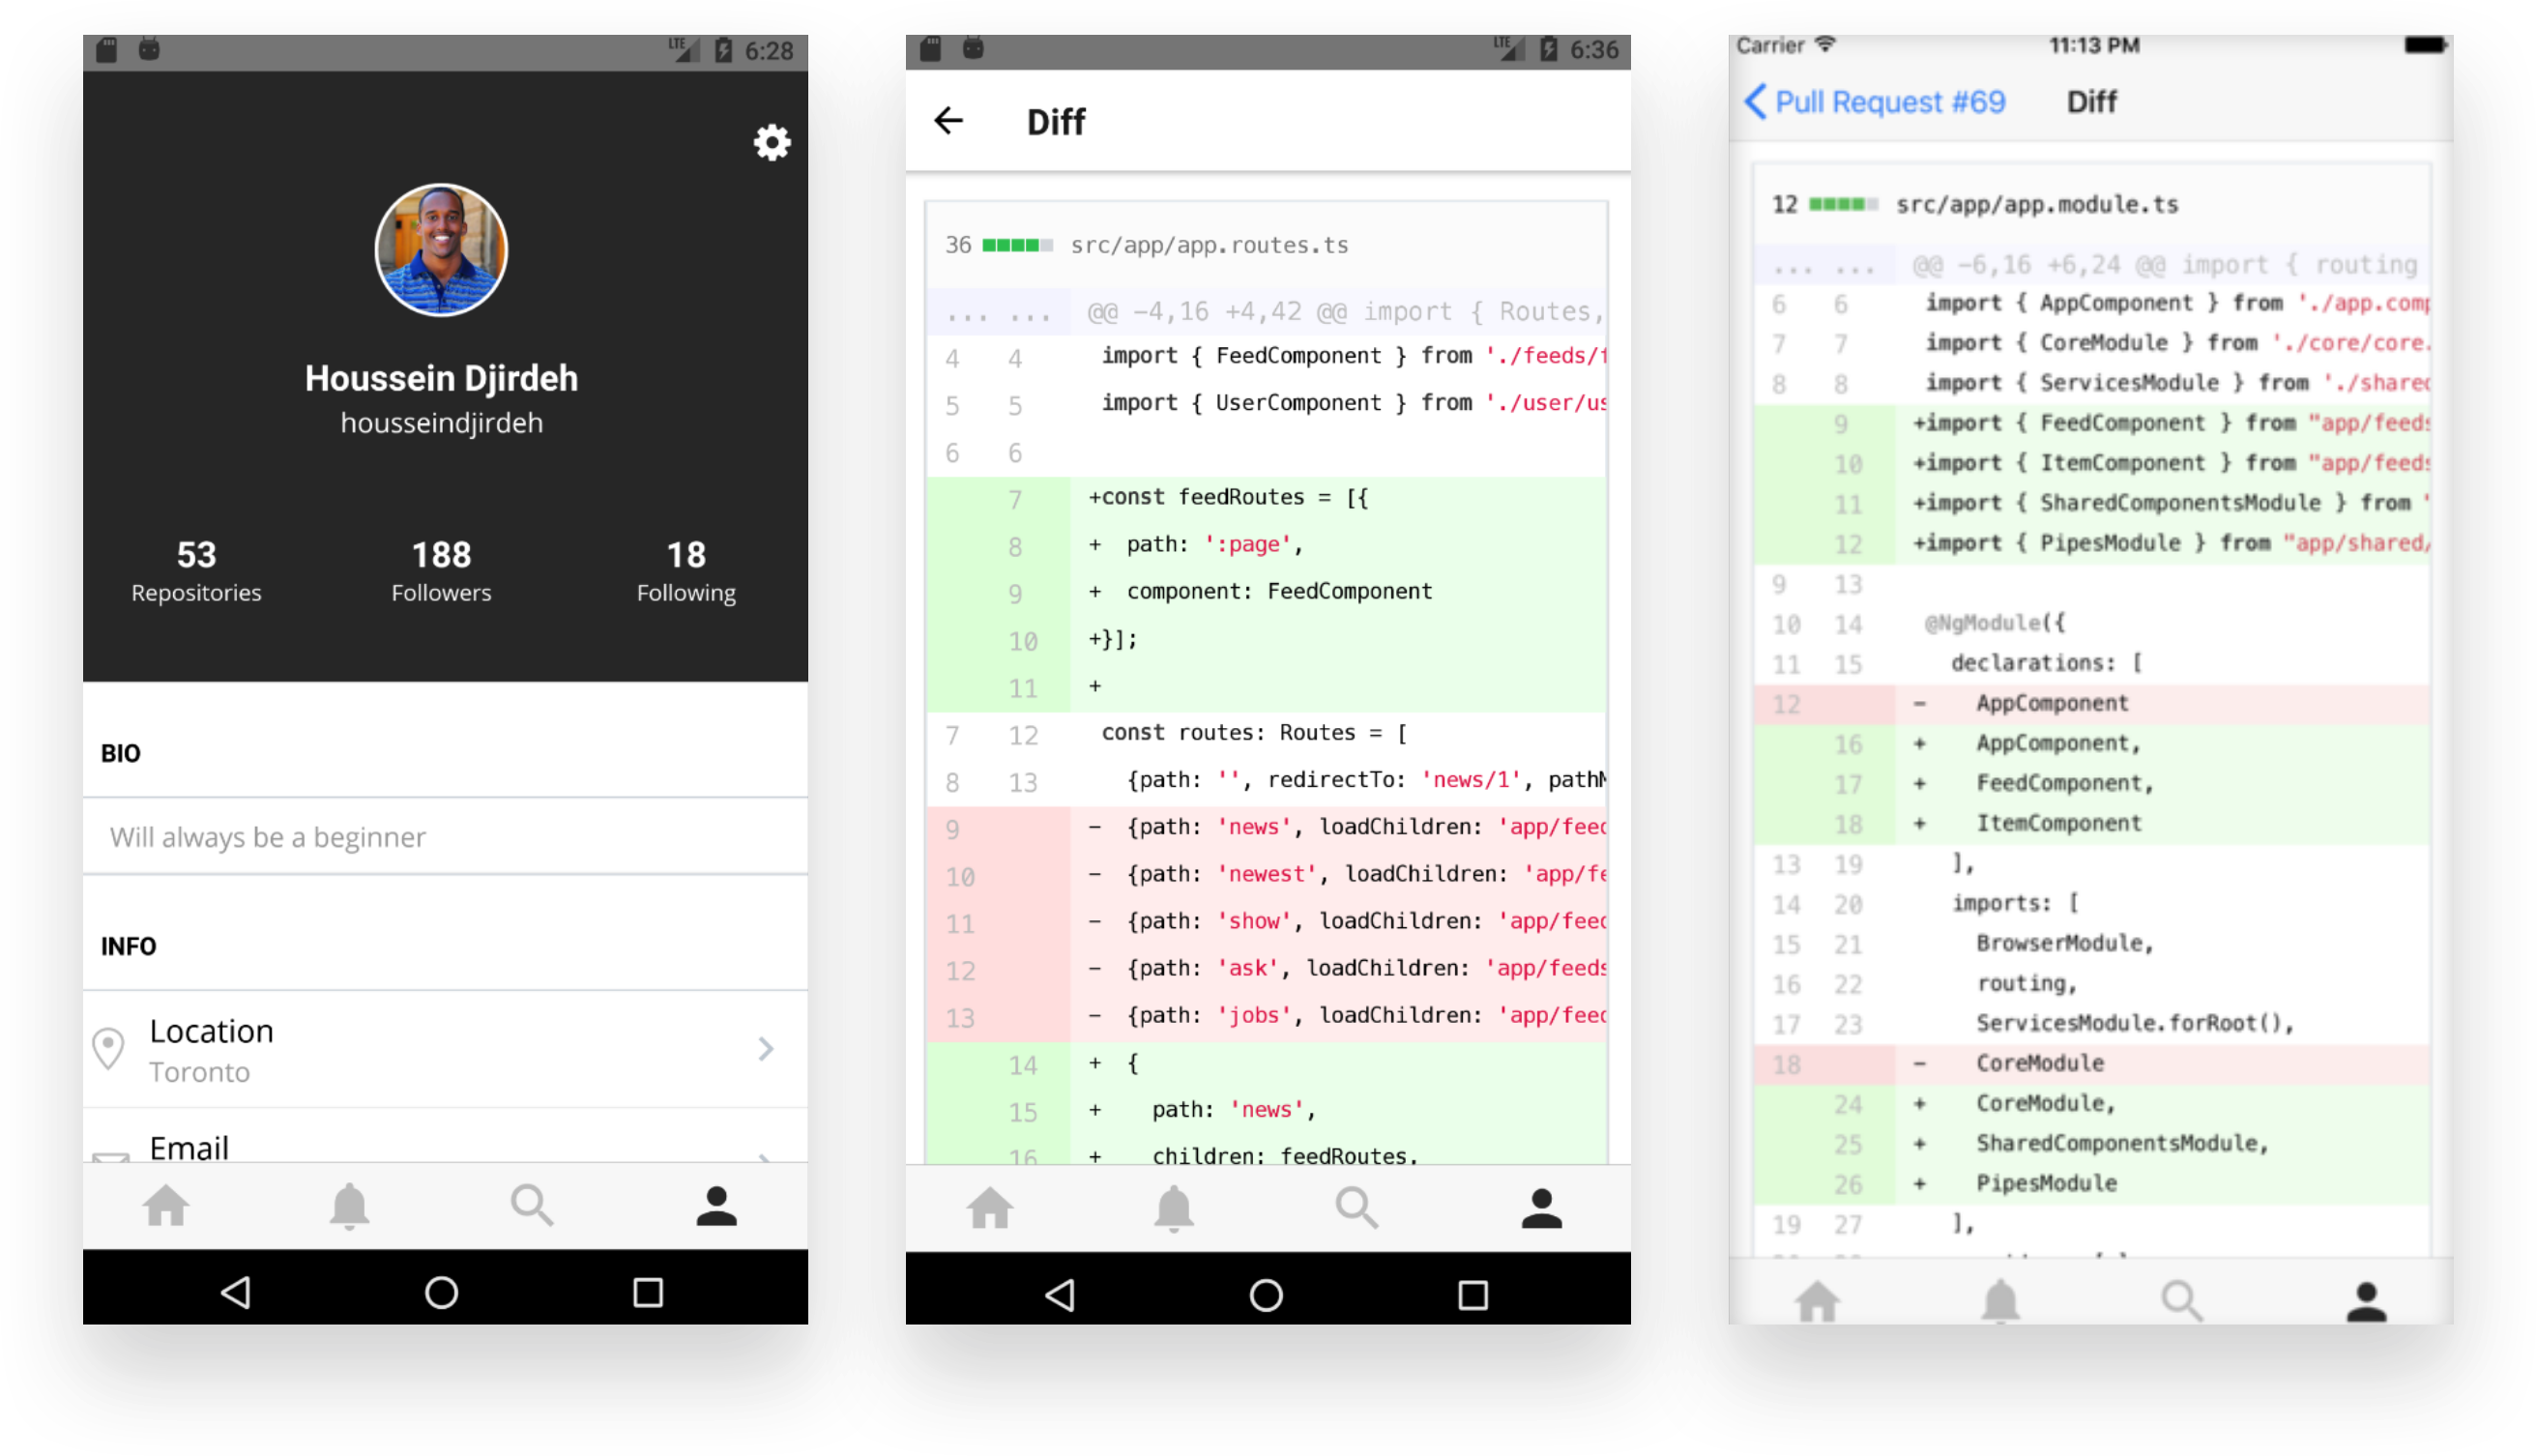 LTE 6:28
Houssein Djirdeh
housseindjirdeh
53 188 18
Repositories Followers Following
BIO
Will always be a beginner
INFO
Location
Toronto
Email
LTE 6:36
Diff
36 src/app/app.routes.ts
... ... @@ -4,16 +4,42 @@ import { Routes,
4 4 import { FeedComponent } from './feeds/
5 5 import { UserComponent } from './user/us
6 6
7 +const feedRoutes = [{
8 + path: ':page',
9 + component: FeedComponent
10 +}];
11 +
7 12 const routes: Routes = [
8 13 {path: '', redirectTo: 'news/1', path
9 - {path: 'news', loadChildren: 'app/feed
10 - {path: 'newest', loadChildren: 'app/fe
11 - {path: 'show', loadChildren: 'app/feed
12 - {path: 'ask', loadChildren: 'app/feeds
13 - {path: 'jobs', loadChildren: 'app/feed
14 + {
15 + path: 'news',
16 + children: feedRoutes,
Carrier 11:13 PM
Pull Request #69 Diff
12 src/app/app.module.ts
... ... @@ -6,16 +6,24 @@ import { routing
6 6 import { AppComponent } from './app.comp
7 7 import { CoreModule } from './core/core.
8 8 import { ServicesModule } from './shared
9 +import { FeedComponent } from "app/feeds
10 +import { ItemComponent } from "app/feeds
11 +import { SharedComponentsModule } from "
12 +import { PipesModule } from "app/shared/
9 13
10 14 @NgModule({
11 15 declarations: [
12 - AppComponent
16 + AppComponent,
17 + FeedComponent,
18 + ItemComponent
13 19 ],
14 20 imports: [
15 21 BrowserModule,
16 22 routing,
17 23 ServicesModule.forRoot(),
18 - CoreModule
24 + CoreModule,
25 + SharedComponentsModule,
26 + PipesModule
19 27 ],